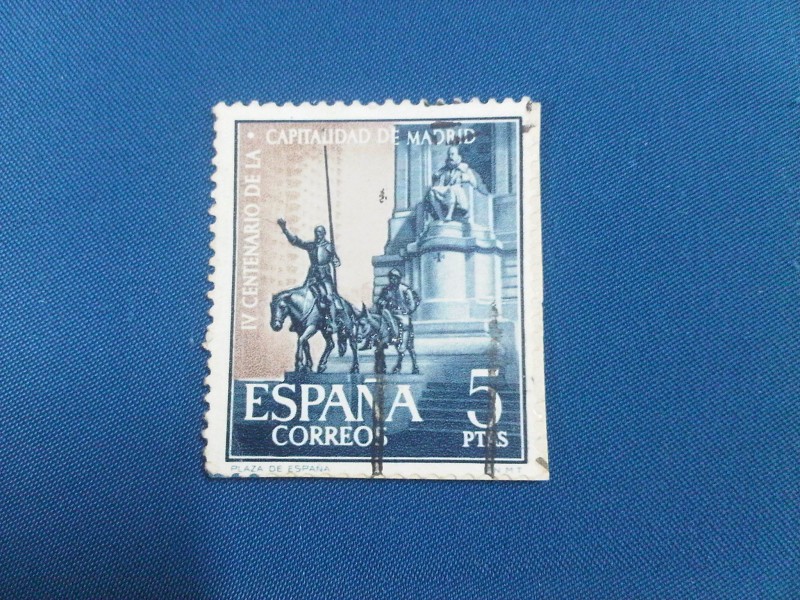 IV CENTENARIO DE LA • CAPITALIDAD DE MADRID
ESPAÑA
5
CORREOS
PTAS
PLAZA DE ESPAÑA
N.M.T.